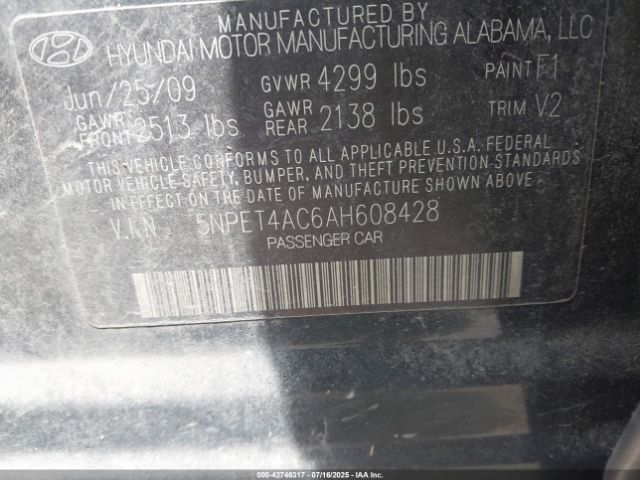 MANUFACTURED BY
HYUNDAI MOTOR MANUFACTURING ALABAMA, LLC
Jun/25/09 GVWR 4299 lbs PAINT F1
GAWR FRONT 2513 lbs GAWR REAR 2138 lbs TRIM V2
THIS VEHICLE CONFORMS TO ALL APPLICABLE U.S.A. FEDERAL
MOTOR VEHICLE SAFETY, BUMPER, AND THEFT PREVENTION STANDARDS
IN EFFECT ON THE DATE OF MANUFACTURE SHOWN ABOVE.
V.I.N 5NPET4AC6AH608428
PASSENGER CAR
000-42746317 - 07/16/2025 - IAA Inc.